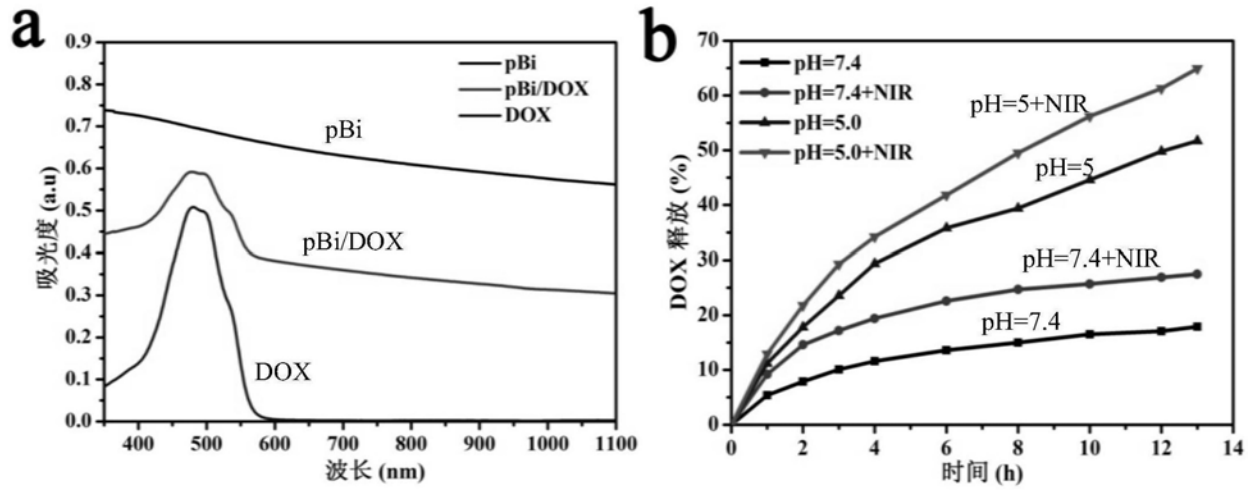 a
0.9
0.8
0.7
0.6
0.5
0.4
0.3
0.2
0.1
0.0
吸光度 (a.u)
pBi
pBi/DOX
DOX
pBi
pBi/DOX
DOX
400 500 600 700 800 900 1000 1100
波长 (nm)
b
70
60
50
40
30
20
10
0
DOX 释放 (%)
pH=7.4
pH=7.4+NIR
pH=5.0
pH=5.0+NIR
pH=5+NIR
pH=5
pH=7.4+NIR
pH=7.4
0 2 4 6 8 10 12 14
时间 (h)